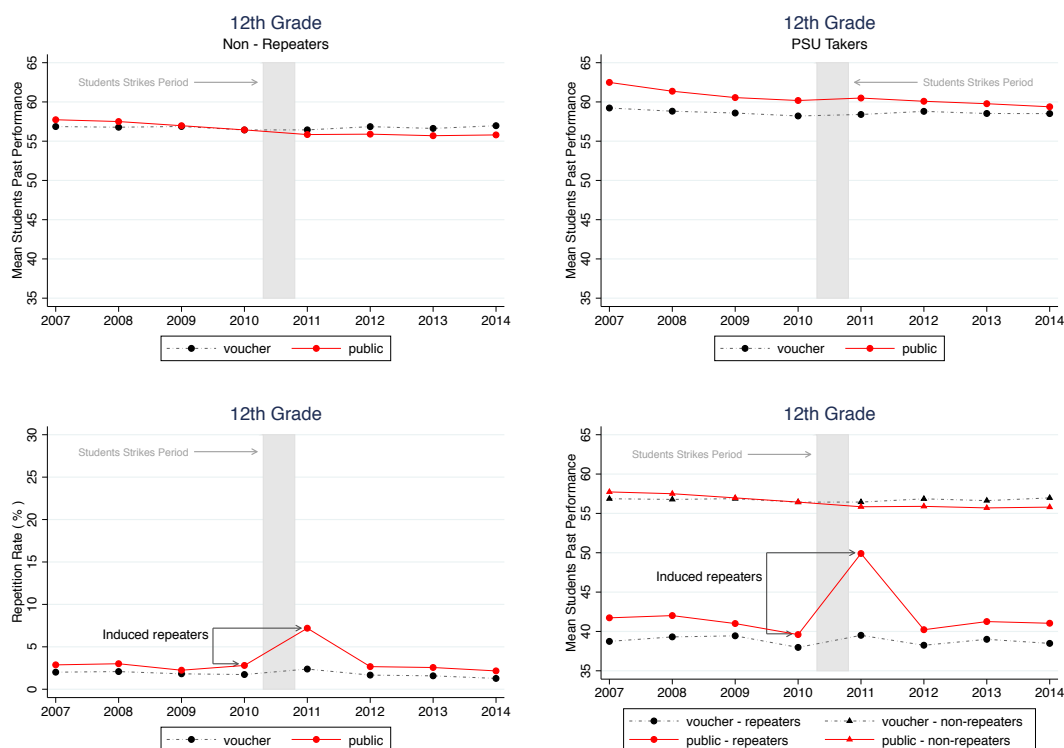 12th Grade
Non - Repeaters
Mean Students Past Performance
65
60
55
50
45
40
35
Students Strikes Period
2007 2008 2009 2010 2011 2012 2013 2014
voucher public
12th Grade
PSU Takers
Mean Students Past Performance
65
60
55
50
45
40
35
Students Strikes Period
2007 2008 2009 2010 2011 2012 2013 2014
voucher public
12th Grade
Repetition Rate ( % )
30
25
20
15
10
5
0
Students Strikes Period
Induced repeaters
2007 2008 2009 2010 2011 2012 2013 2014
voucher public
12th Grade
Mean Students Past Performance
65
60
55
50
45
40
35
Students Strikes Period
Induced repeaters
2007 2008 2009 2010 2011 2012 2013 2014
voucher - repeaters voucher - non-repeaters
public - repeaters public - non-repeaters